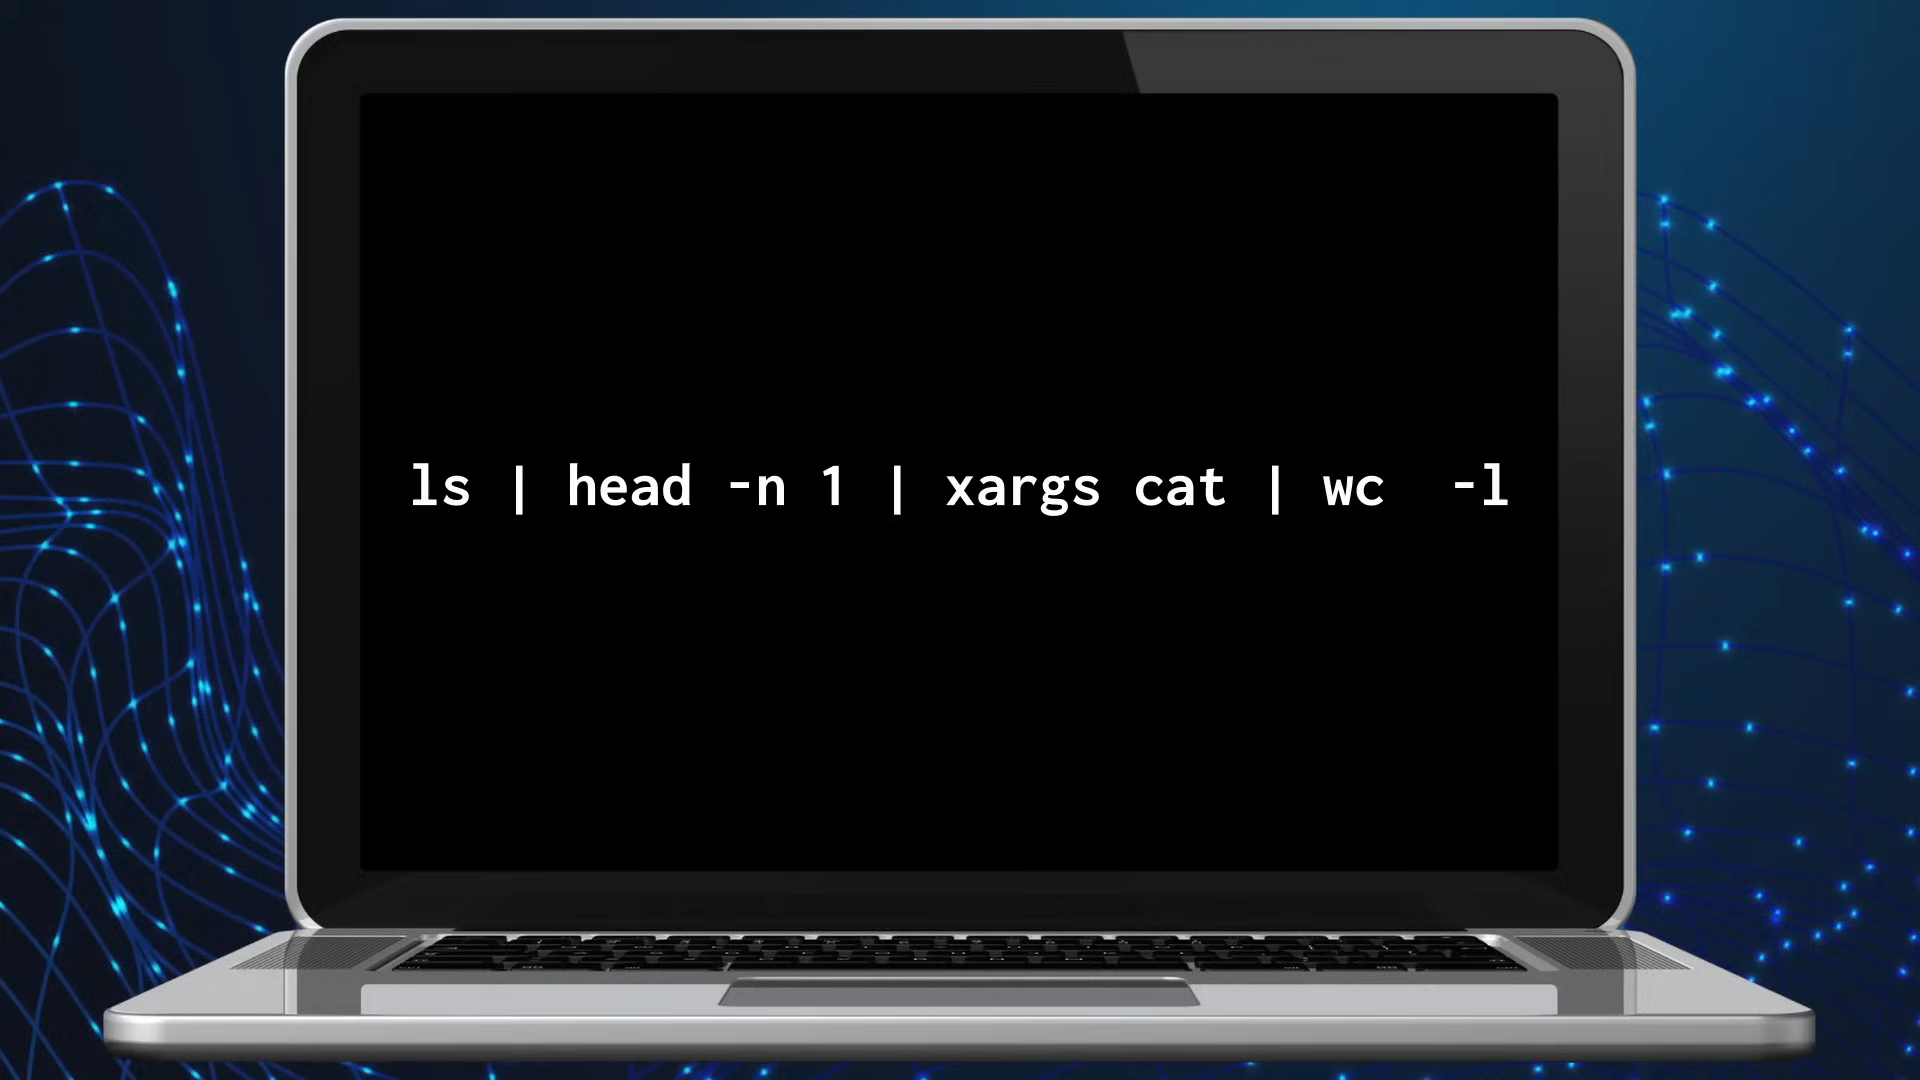 ls | head -n 1 | xargs cat | wc  -l